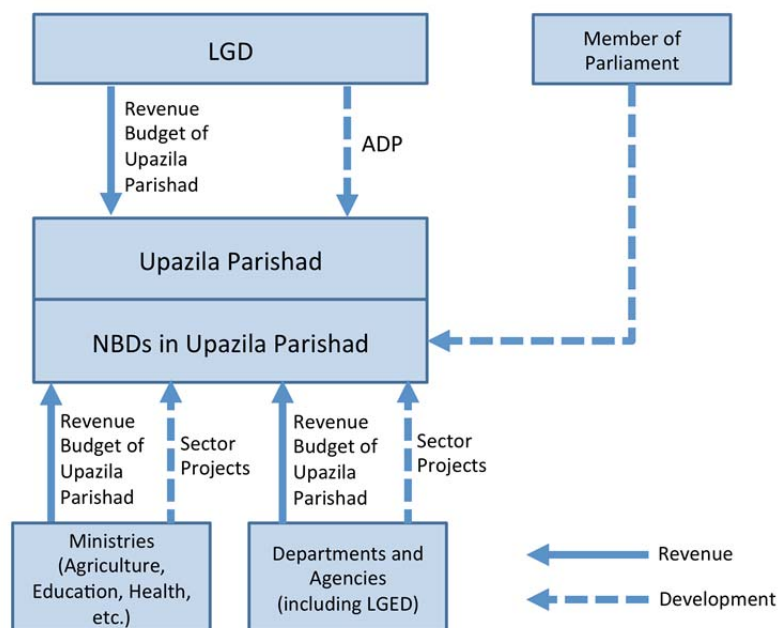 LGD
Member of
Parliament
Revenue
Budget of
Upazila
Parishad
ADP
Upazila Parishad
NBDs in Upazila Parishad
Revenue
Budget of
Upazila
Parishad
Sector
Projects
Revenue
Budget of
Upazila
Parishad
Sector
Projects
Ministries
(Agriculture,
Education, Health,
etc.)
Departments and
Agencies
(including LGED)
Revenue
Development